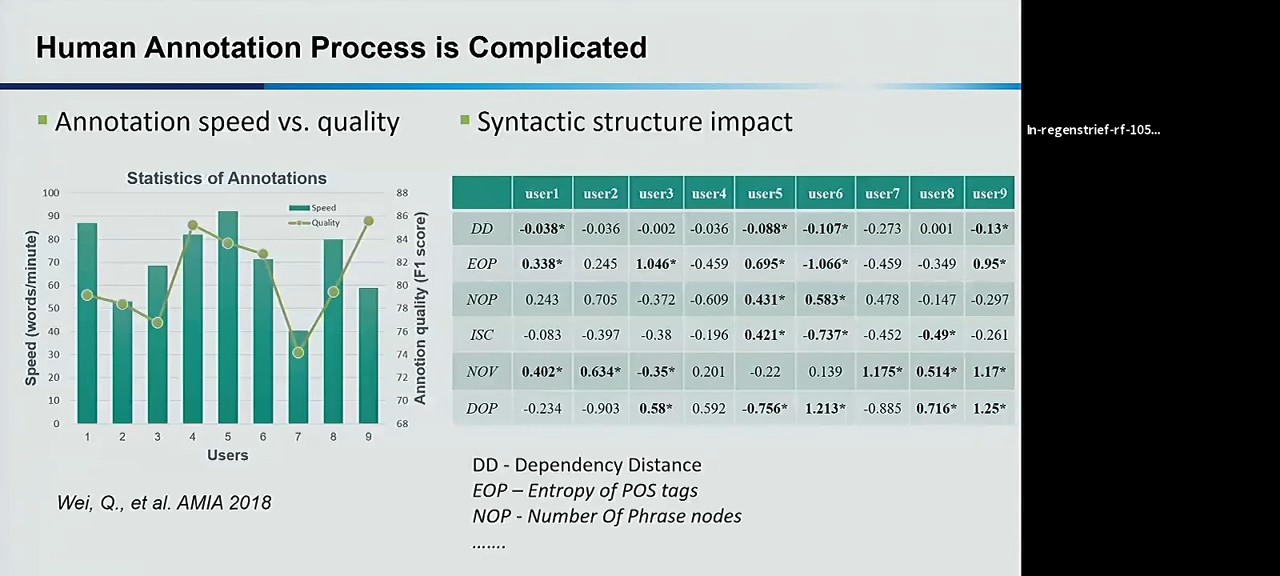 Human Annotation Process is Complicated
Annotation speed vs. quality
Syntactic structure impact
ln-regenstrief-rf-105...
Statistics of Annotations
Speed
Quality
100
90
80
70
60
50
40
30
20
10
0
88
86
84
82
80
78
76
74
72
70
68
Speed (words/minute)
Annotion quality (F1 score)
1 2 3 4 5 6 7 8 9
Users
user1 user2 user3 user4 user5 user6 user7 user8 user9
DD -0.038* -0.036 -0.002 -0.036 -0.088* -0.107* -0.273 0.001 -0.13*
EOP 0.338* 0.245 1.046* -0.459 0.695* -1.066* -0.459 -0.349 0.95*
NOP 0.243 0.705 -0.372 -0.609 0.431* 0.583* 0.478 -0.147 -0.297
ISC -0.083 -0.397 -0.38 -0.196 0.421* -0.737* -0.452 -0.49* -0.261
NOV 0.402* 0.634* -0.35* 0.201 -0.22 0.139 1.175* 0.514* 1.17*
DOP -0.234 -0.903 0.58* 0.592 -0.756* 1.213* -0.885 0.716* 1.25*
Wei, Q., et al. AMIA 2018
DD - Dependency Distance
EOP – Entropy of POS tags
NOP - Number Of Phrase nodes
.......